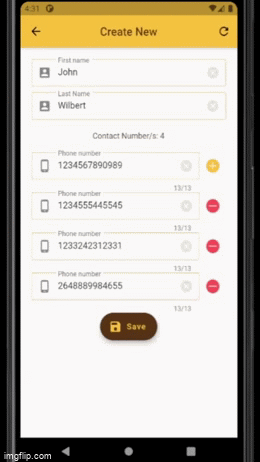 4:31
Create New
First name
John
Last Name
Wilbert
Contact Number/s: 4
Phone number
1234567890989
13/13
Phone number
1234555445545
13/13
Phone number
1233242312331
13/13
Phone number
2648889984655
13/13
Save
imgflip.com